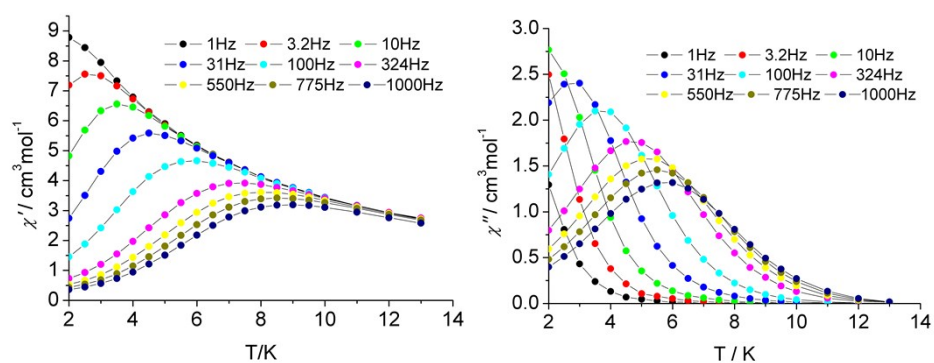 9
8
7
6
5
4
3
2
1
0
χ′/ cm³mol⁻¹
1Hz 3.2Hz 10Hz
31Hz 100Hz 324Hz
550Hz 775Hz 1000Hz
2 4 6 8 10 12 14
T/K
3.0
2.5
2.0
1.5
1.0
0.5
0.0
χ″/ cm³mol⁻¹
1Hz 3.2Hz 10Hz
31Hz 100Hz 324Hz
550Hz 775Hz 1000Hz
2 4 6 8 10 12 14
T / K